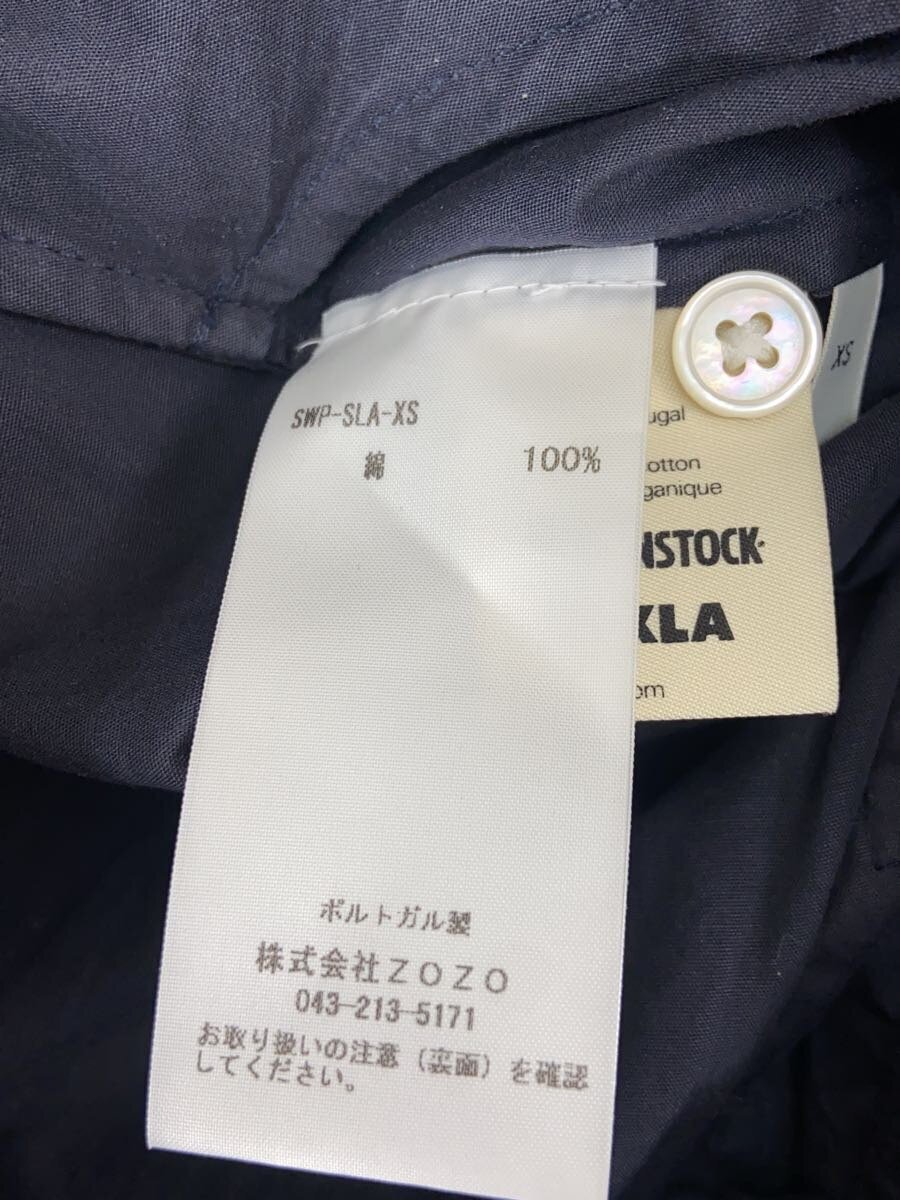 SWP-SLA-XS
綿 100%
ポルトガル製
株式会社ZOZO
043-213-5171
お取り扱いの注意（裏面）を確認
してください。
ugal
otton
ganique
NSTOCK
KLA
om
XS